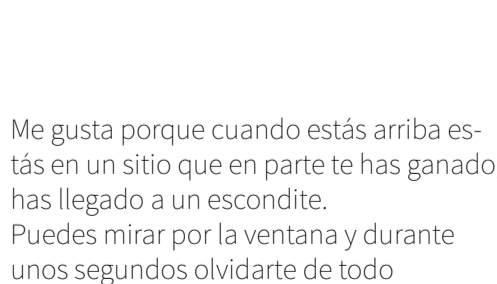 Me gusta porque cuando estás arriba es-
tás en un sitio que en parte te has ganado
has llegado a un escondite.
Puedes mirar por la ventana y durante
unos segundos olvidarte de todo